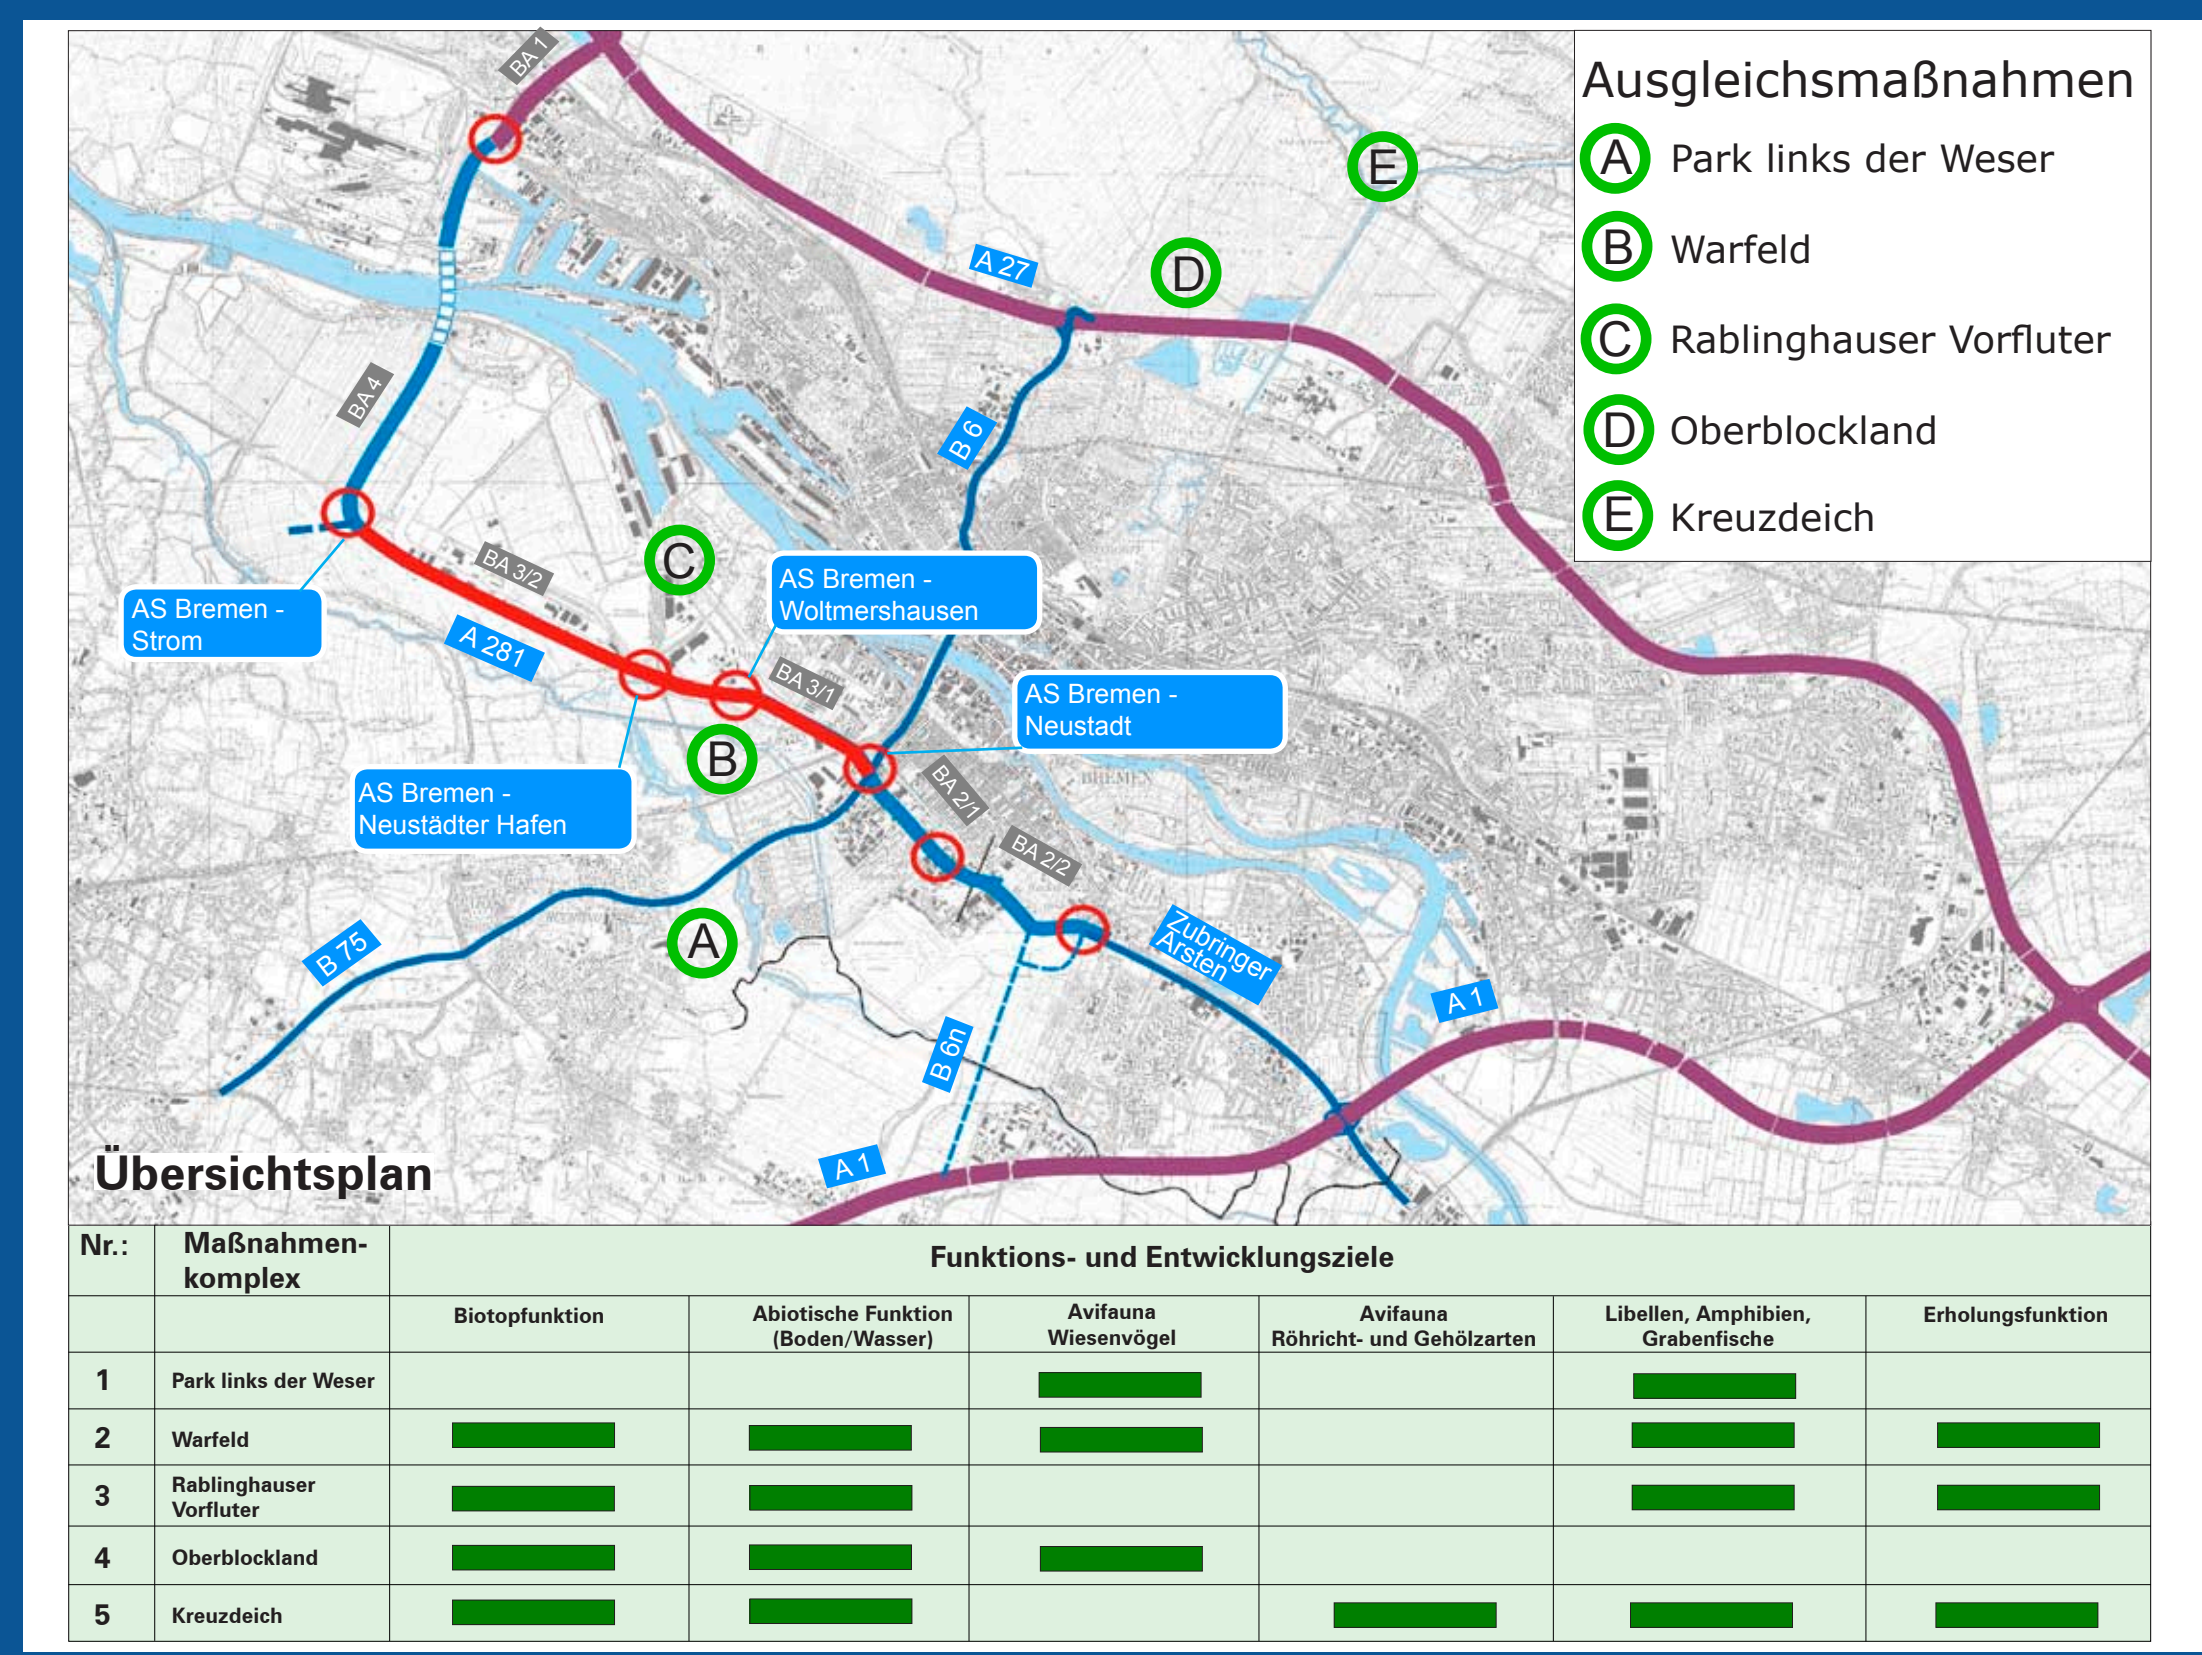 BA 1
Ausgleichsmaßnahmen
A Park links der Weser
B Warfeld
C Rablinghauser Vorfluter
D Oberblockland
E Kreuzdeich
E
D
A 27
BA 4
B 6
C
BA 3/2
AS Bremen -
Woltmershausen
AS Bremen -
Strom
A 281
BA 3/1
AS Bremen -
Neustadt
B
BREMEN
BA 2/1
AS Bremen -
Neustädter Hafen
BA 2/2
A
B 75
Zubringer
Arsten
A 1
B 6n
A 1
Übersichtsplan
Nr.: Maßnahmen-
komplex
Funktions- und Entwicklungsziele
Biotopfunktion
Abiotische Funktion
(Boden/Wasser)
Avifauna
Wiesenvögel
Avifauna
Röhricht- und Gehölzarten
Libellen, Amphibien,
Grabenfische
Erholungsfunktion
1 Park links der Weser
2 Warfeld
3 Rablinghauser
Vorfluter
4 Oberblockland
5 Kreuzdeich